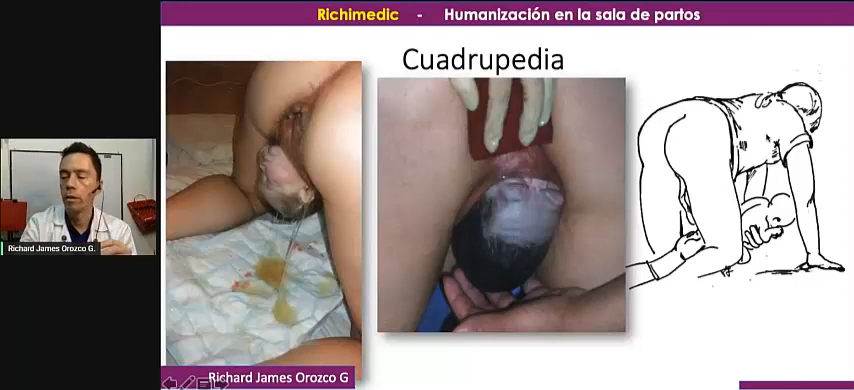 Richimedic - Humanización en la sala de partos
Cuadrupedia
Richard James Orozco G.
Richard James Orozco G